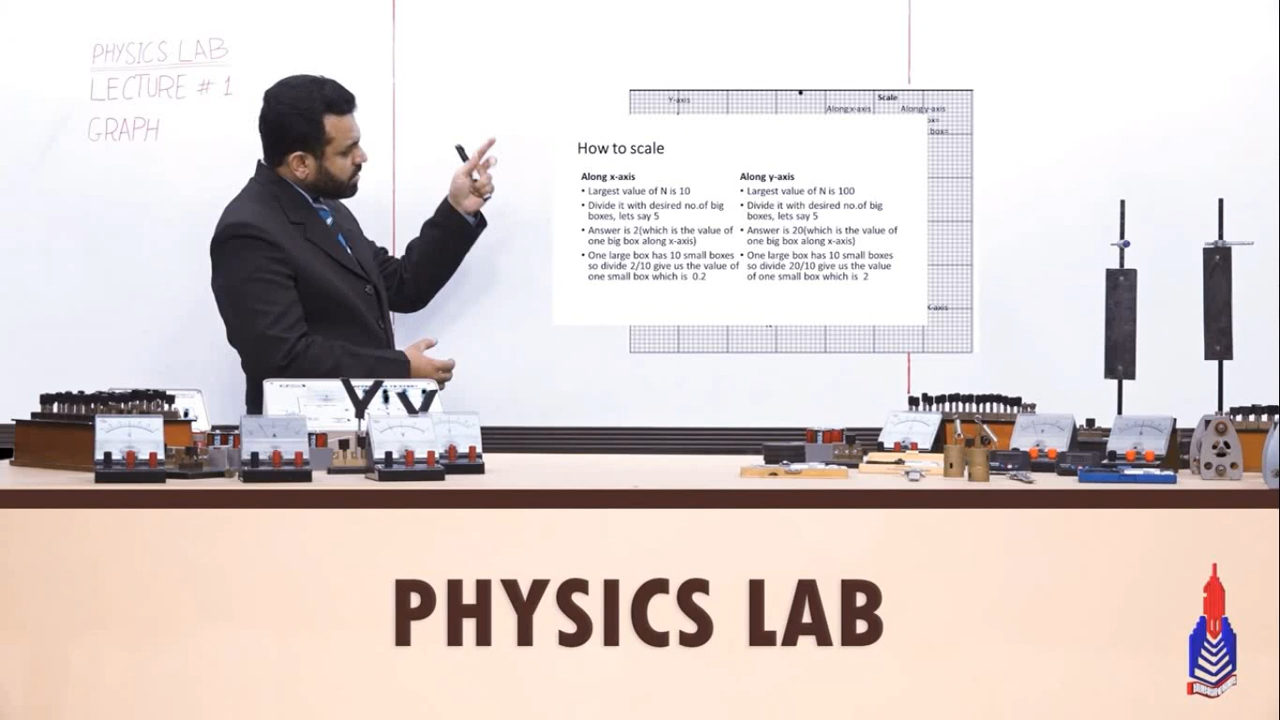 PHYSICS LAB
LECTURE # 1
GRAPH
Y-axis
Scale
Along x-axis
Along y-axis
box=
How to scale
Along x-axis
• Largest value of N is 10
• Divide it with desired no.of big
boxes, lets say 5
• Answer is 2(which is the value of
one big box along x-axis)
• One large box has 10 small boxes
so divide 2/10 give us the value of
one small box which is 0.2
Along y-axis
• Largest value of N is 100
• Divide it with desired no.of big
boxes, lets say 5
• Answer is 20(which is the value of
one big box along x-axis)
• One large box has 10 small boxes
so divide 20/10 give us the value
of one small box which is 2
-axis
PHYSICS LAB